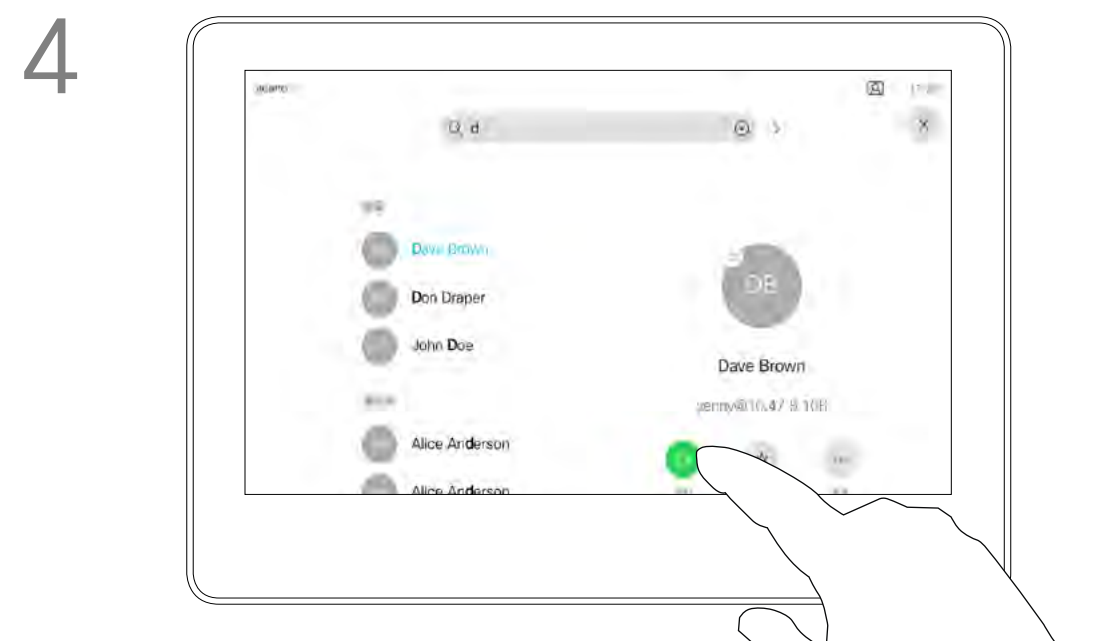 4
d
Dave Brown
Don Draper
John Doe
DB
Dave Brown
Alice Anderson
Alice Anderson